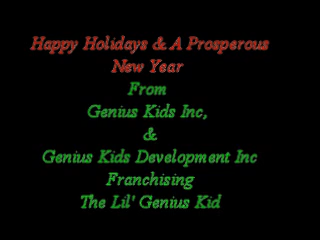 Happy Holidays & A Prosperous
New Year
From
Genius Kids Inc,
&
Genius Kids Development Inc
Franchising
The Lil' Genius Kid